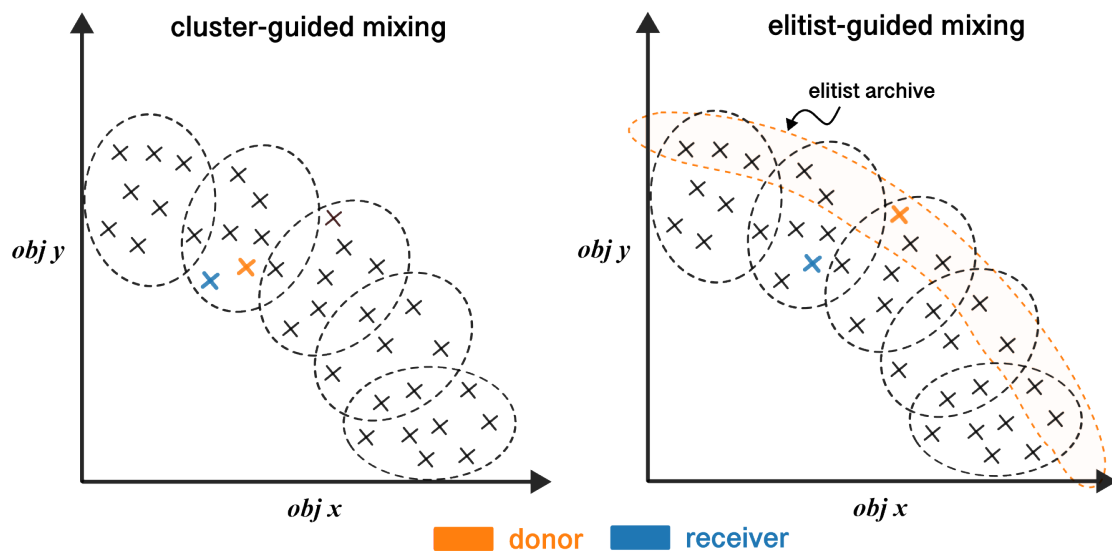 cluster-guided mixing
elitist-guided mixing
elitist archive
obj y
obj y
obj x
obj x
donor
receiver